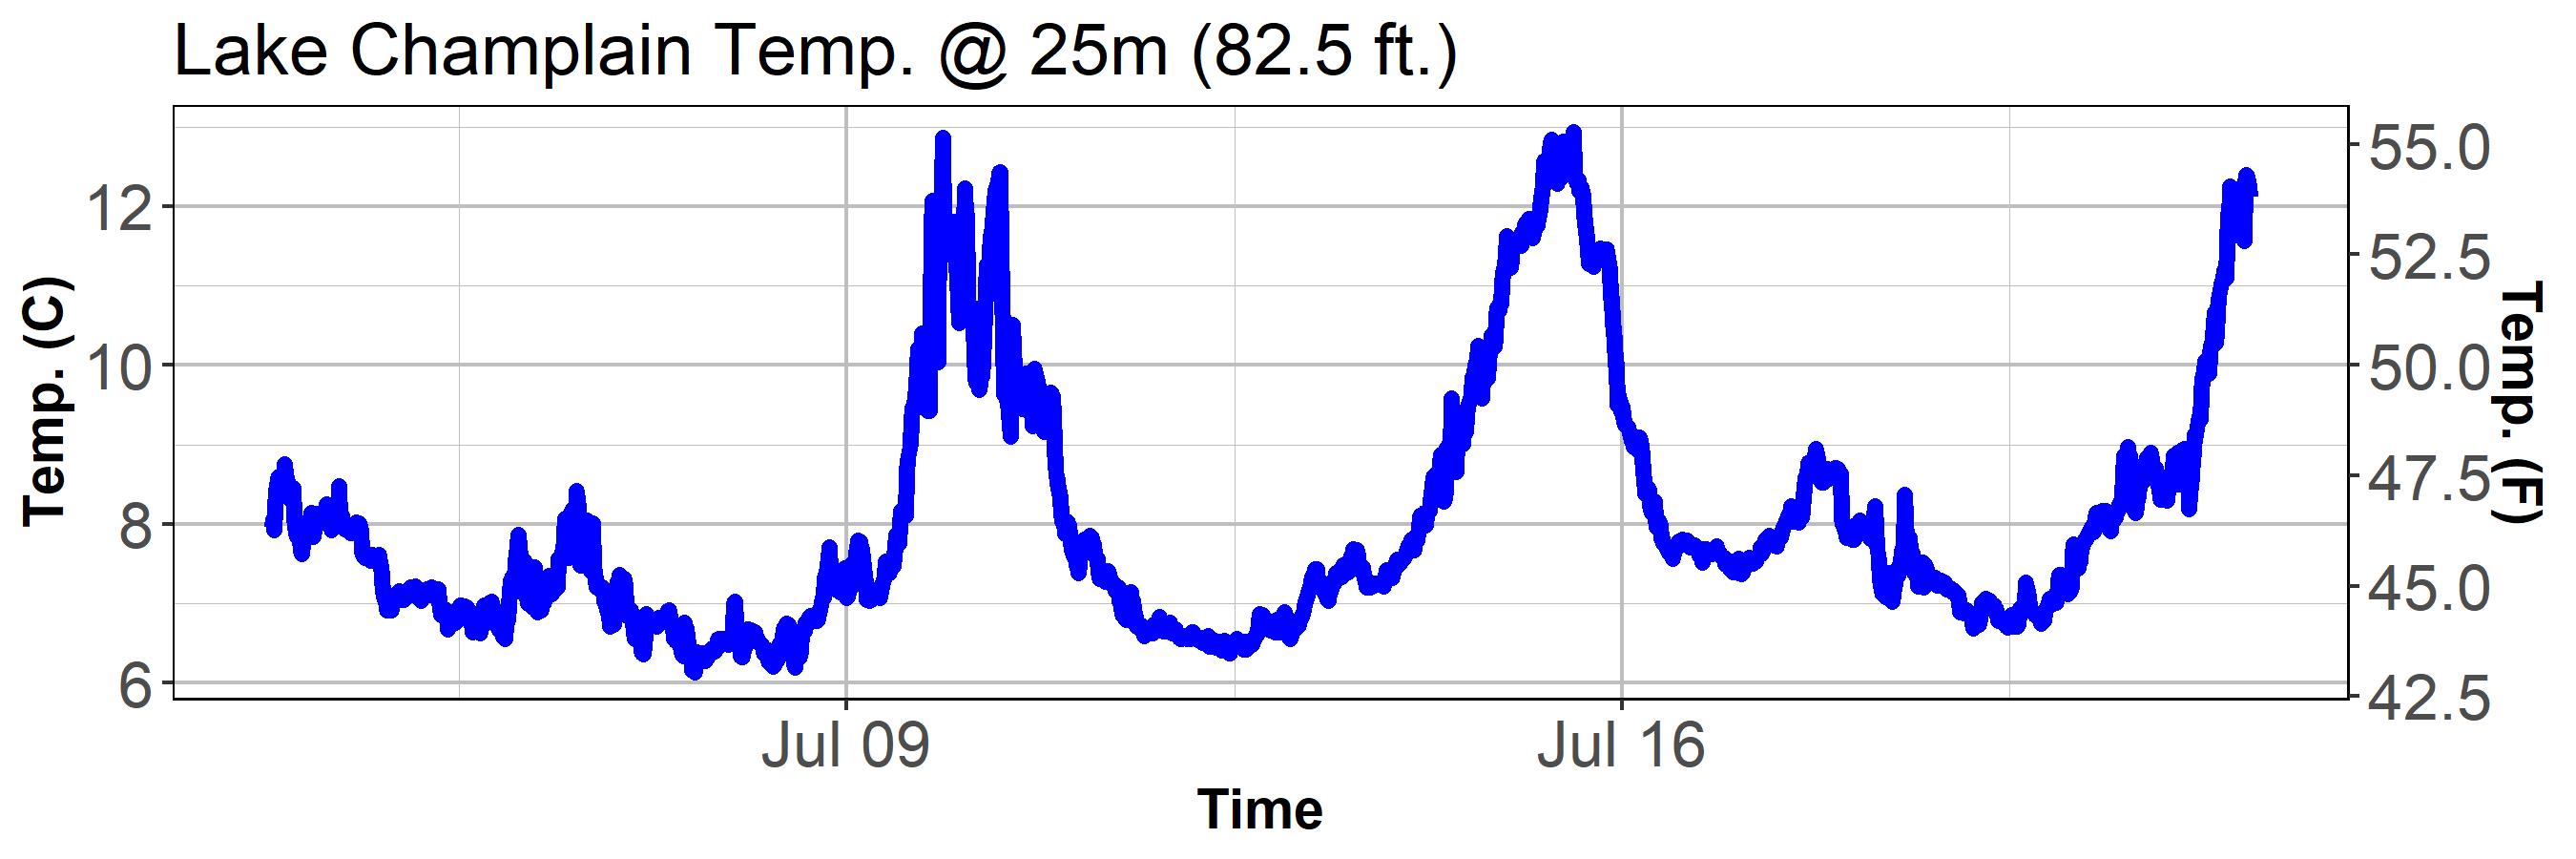 Lake Champlain Temp. @ 25m (82.5 ft.)
Temp. (C)
12
10
8
6
55.0
52.5
50.0
47.5
45.0
42.5
Temp. (F)
Jul 09
Jul 16
Time